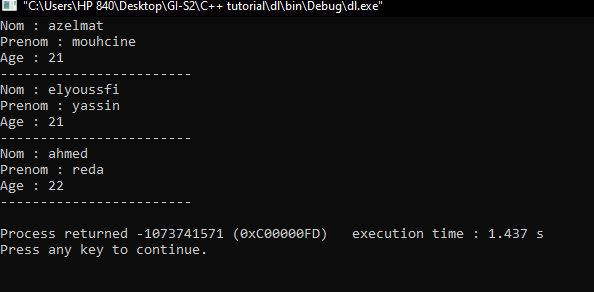 "C:\Users\HP 840\Desktop\GI-S2\C++ tutorial\dl\bin\Debug\dl.exe"
Nom : azelmat
Prenom : mouhcine
Age : 21
------------------------
Nom : elyoussfi
Prenom : yassin
Age : 21
------------------------
Nom : ahmed
Prenom : reda
Age : 22
------------------------
Process returned -1073741571 (0xC00000FD)   execution time : 1.437 s
Press any key to continue.